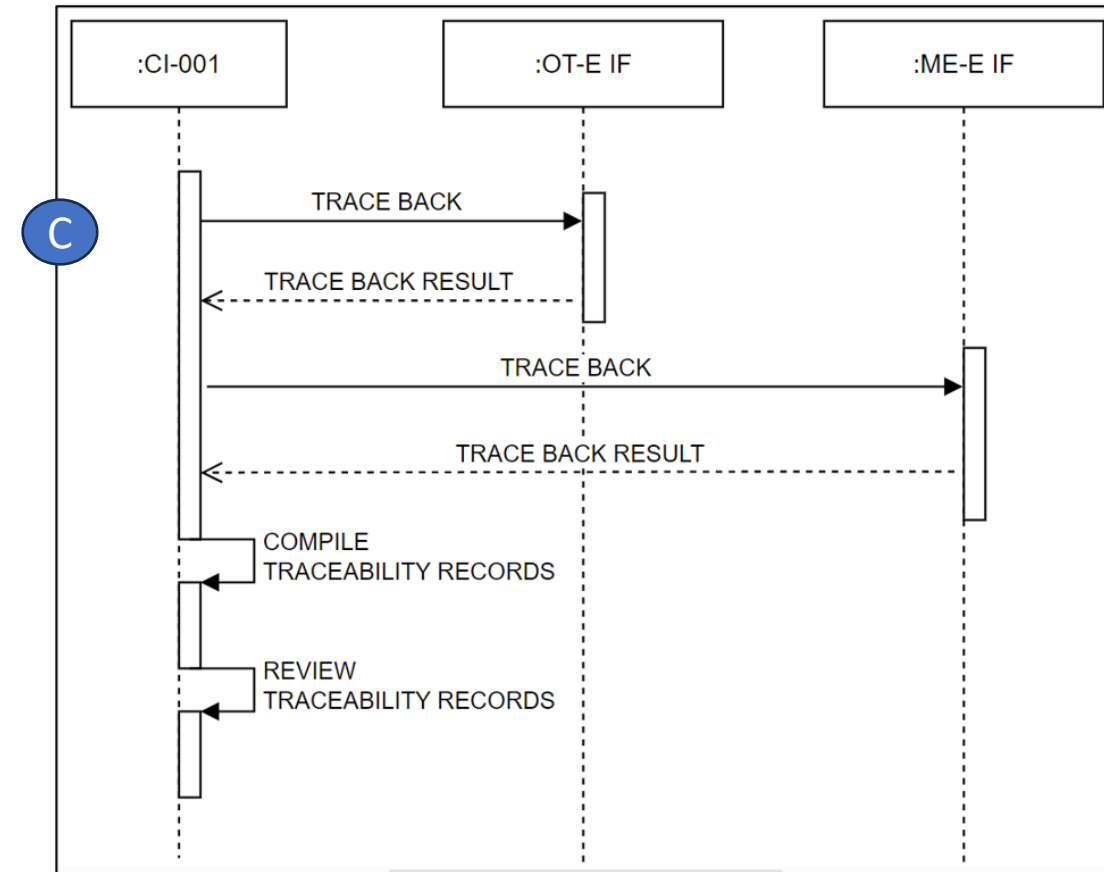 :CI-001
:OT-E IF
:ME-E IF
C
TRACE BACK
TRACE BACK RESULT
TRACE BACK
TRACE BACK RESULT
COMPILE
TRACEABILITY RECORDS
REVIEW
TRACEABILITY RECORDS